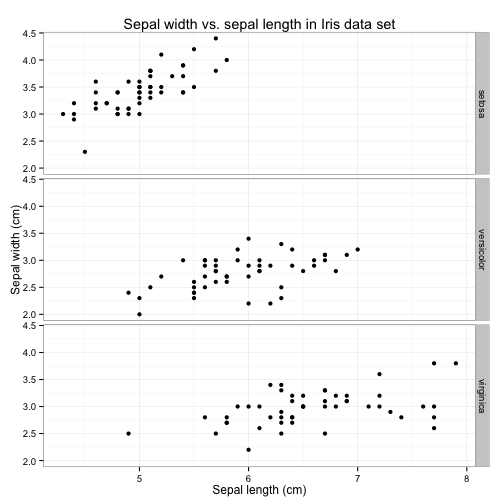 Sepal width vs. sepal length in Iris data set
4.5
4.0
3.5
3.0
2.5
2.0
setosa
4.5
4.0
3.5
3.0
2.5
2.0
versicolor
4.5
4.0
3.5
3.0
2.5
2.0
virginica
Sepal width (cm)
5 6 7 8
Sepal length (cm)